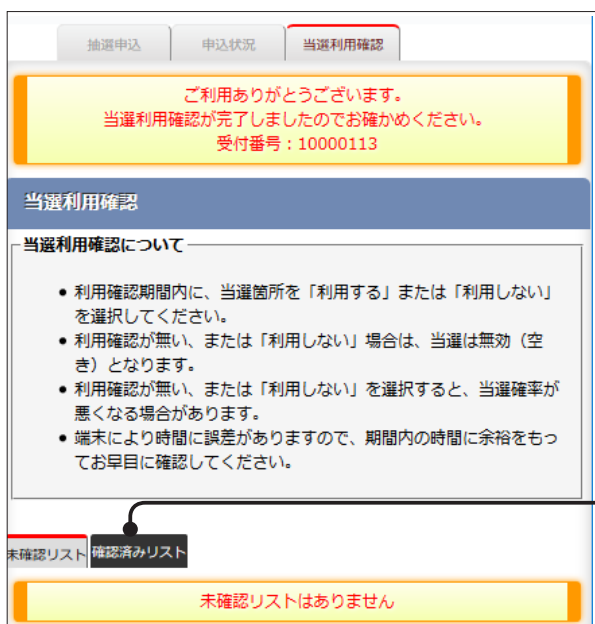 抽選申込 申込状況 当選利用確認
ご利用ありがとうございます。
当選利用確認が完了しましたのでお確かめください。
受付番号：10000113
当選利用確認
当選利用確認について
● 利用確認期間内に、当選箇所を「利用する」または「利用しない」
を選択してください。
● 利用確認が無い、または「利用しない」場合は、当選は無効（空
き）となります。
● 利用確認が無い、または「利用しない」を選択すると、当選確率が
悪くなる場合があります。
● 端末により時間に誤差がありますので、期間内の時間に余裕をもっ
てお早目に確認してください。
未確認リスト 確認済みリスト
未確認リストはありません